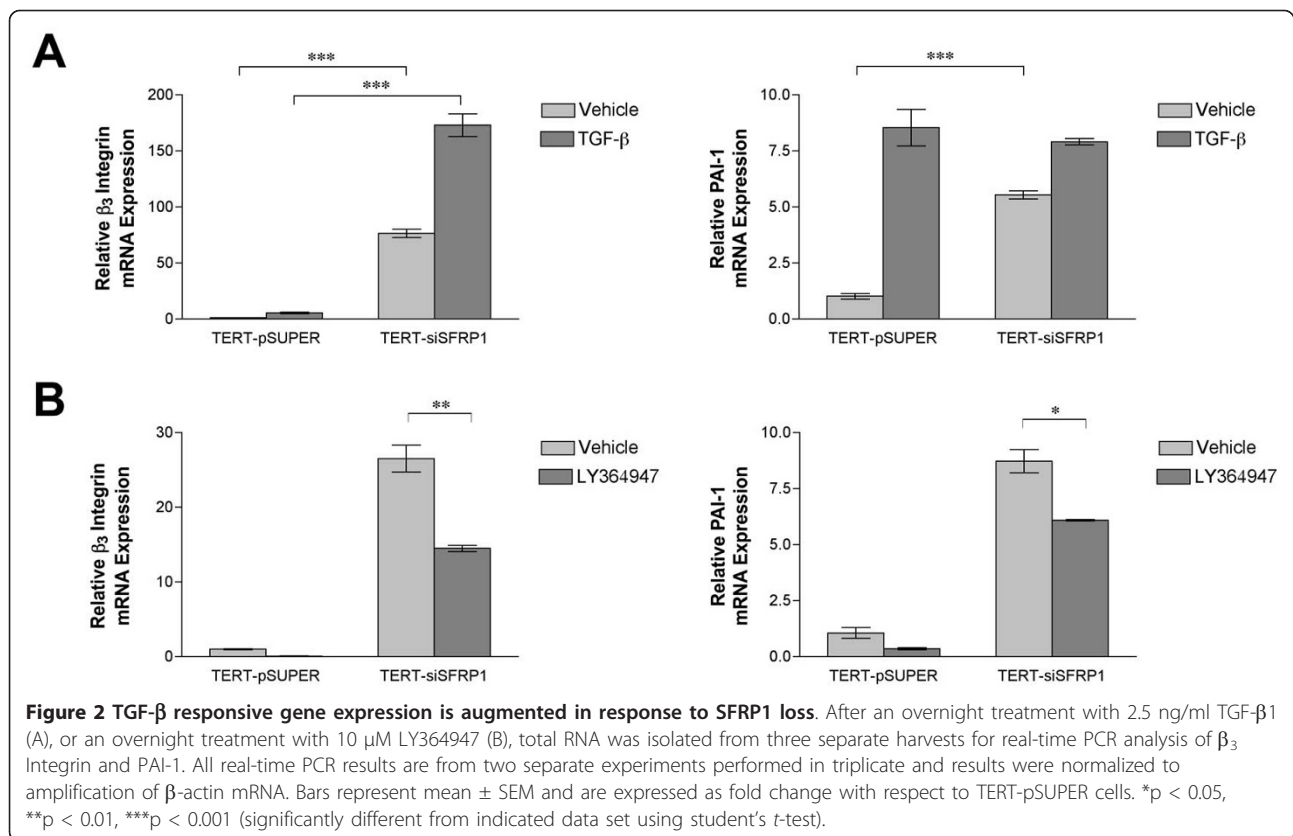 A
***
***
200
150
100
50
0
Relative β3 Integrin
mRNA Expression
Vehicle
TGF-β
TERT-pSUPER
TERT-siSFRP1
***
10.0
7.5
5.0
2.5
0.0
Relative PAI-1
mRNA Expression
Vehicle
TGF-β
TERT-pSUPER
TERT-siSFRP1
B
**
30
20
10
0
Relative β3 Integrin
mRNA Expression
Vehicle
LY364947
TERT-pSUPER
TERT-siSFRP1
*
10.0
7.5
5.0
2.5
0.0
Relative PAI-1
mRNA Expression
Vehicle
LY364947
TERT-pSUPER
TERT-siSFRP1
Figure 2 TGF-β responsive gene expression is augmented in response to SFRP1 loss. After an overnight treatment with 2.5 ng/ml TGF-β1
(A), or an overnight treatment with 10 μM LY364947 (B), total RNA was isolated from three separate harvests for real-time PCR analysis of β3
Integrin and PAI-1. All real-time PCR results are from two separate experiments performed in triplicate and results were normalized to
amplification of β-actin mRNA. Bars represent mean ± SEM and are expressed as fold change with respect to TERT-pSUPER cells. *p < 0.05,
**p < 0.01, ***p < 0.001 (significantly different from indicated data set using student's t-test).